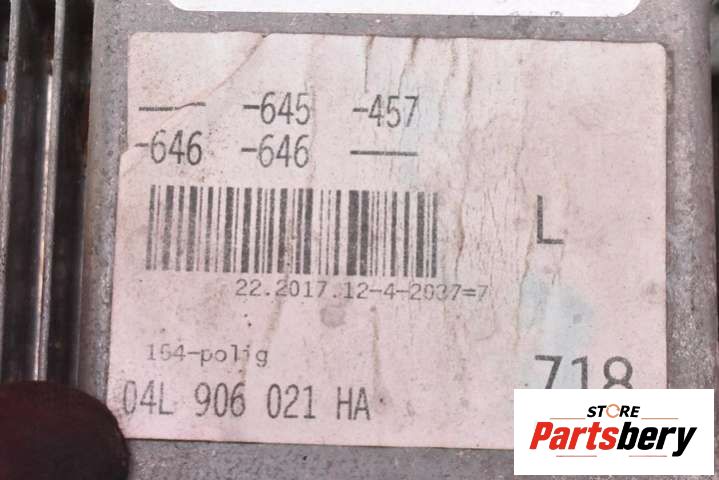 — -645 -457
-646 -646 —
L
22.2017.12-4-2037=7
154-polig
718
04L 906 021 HA
STORE
Partsbery